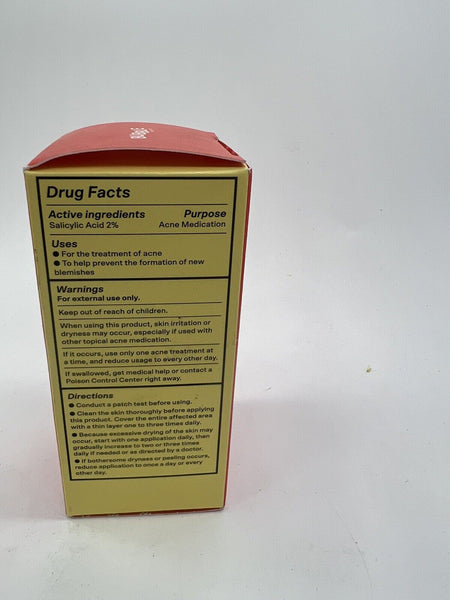 Drug Facts
Active ingredients Purpose
Salicylic Acid 2% Acne Medication
Uses
● For the treatment of acne
● To help prevent the formation of new
blemishes
Warnings
For external use only.
Keep out of reach of children.
When using this product, skin irritation or
dryness may occur, especially if used with
other topical acne medication.
If it occurs, use only one acne treatment at
a time, and reduce usage to every other day.
If swallowed, get medical help or contact a
Poison Control Center right away.
Directions
● Conduct a patch test before using.
● Clean the skin thoroughly before applying
this product. Cover the entire affected area
with a thin layer one to three times daily.
● Because excessive drying of the skin may
occur, start with one application daily, then
gradually increase to two or three times
daily if needed or as directed by a doctor.
● If bothersome dryness or peeling occurs,
reduce application to once a day or every
other day.